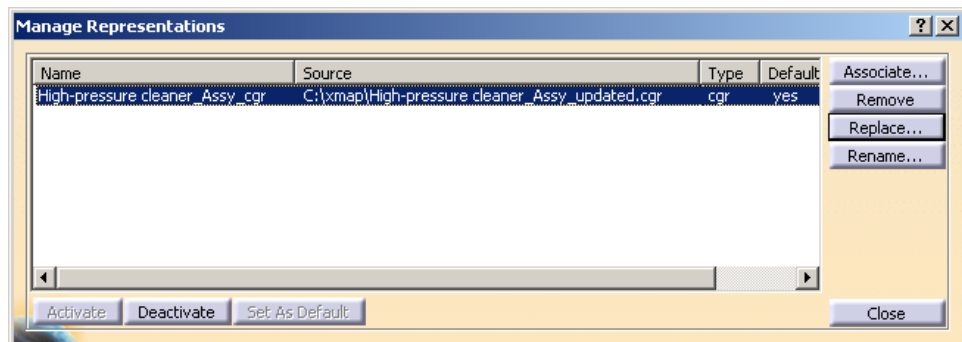 Manage Representations
Name Source Type Default
High-pressure cleaner_Assy_cgr C:\xmap\High-pressure cleaner_Assy_updated.cgr cgr yes
Associate...
Remove
Replace...
Rename...
Activate Deactivate Set As Default Close